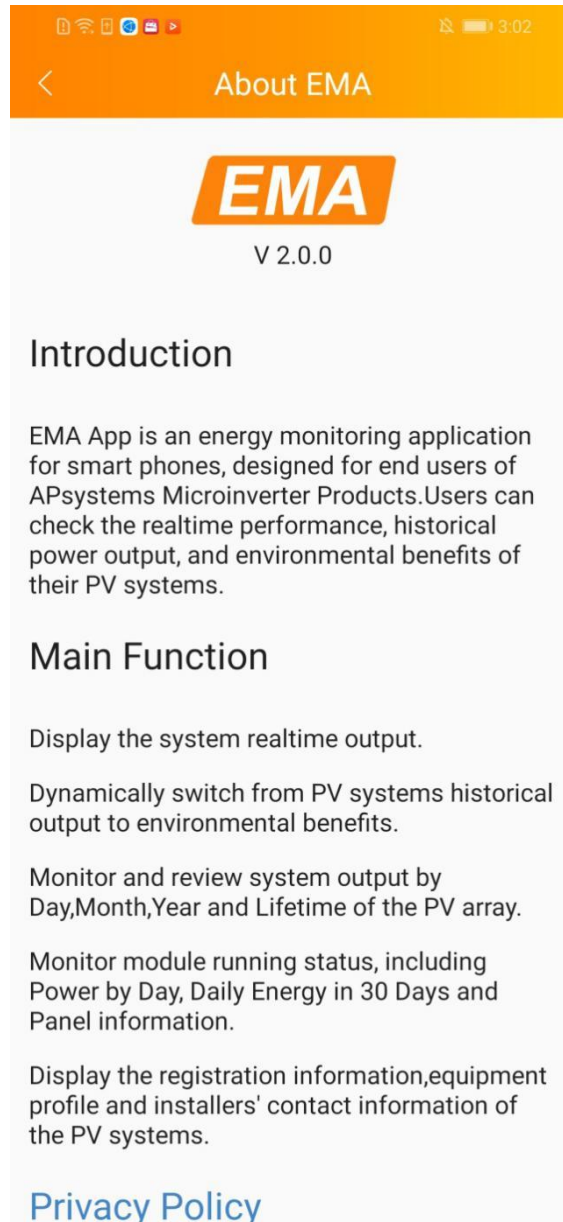 3:02
About EMA
EMA
V 2.0.0
Introduction
EMA App is an energy monitoring application
for smart phones, designed for end users of
APsystems Microinverter Products.Users can
check the realtime performance, historical
power output, and environmental benefits of
their PV systems.
Main Function
Display the system realtime output.
Dynamically switch from PV systems historical
output to environmental benefits.
Monitor and review system output by
Day,Month,Year and Lifetime of the PV array.
Monitor module running status, including
Power by Day, Daily Energy in 30 Days and
Panel information.
Display the registration information,equipment
profile and installers' contact information of
the PV systems.
Privacy Policy